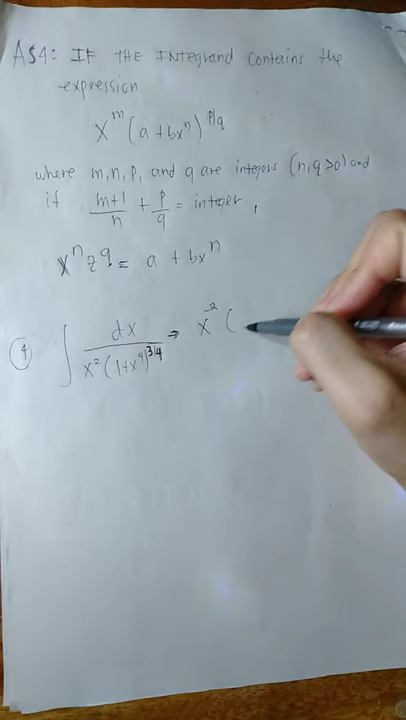 AS4: IF THE INTEgrand contains the
expression
x^m (a + bx^n)^p/q
where m,n,p, and q are integers (n,q >0) and
if (m+1)/n + p/q = integer,
x^n z^q = a + bx^n
④ ∫ dx / x^2 (1+x^4)^3/4 ⇒ x^-2 (